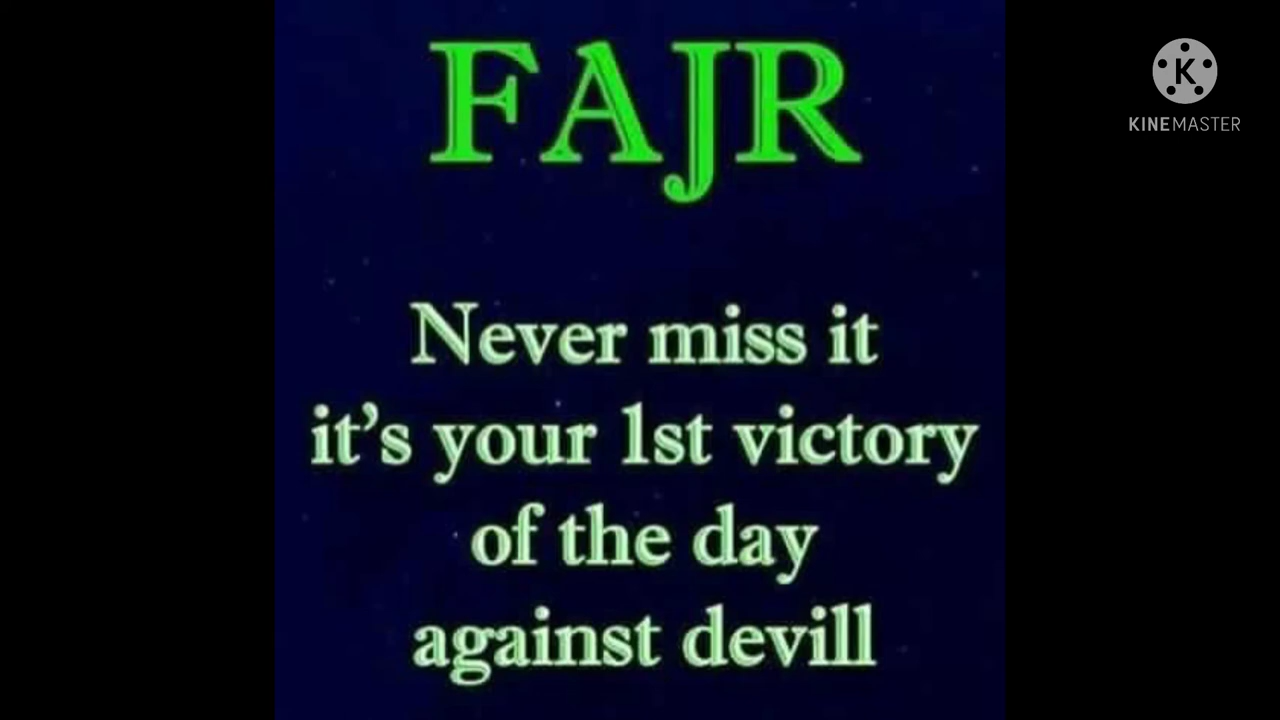 FAJR
Never miss it
it's your 1st victory
of the day
against devill
K
KINEMASTER